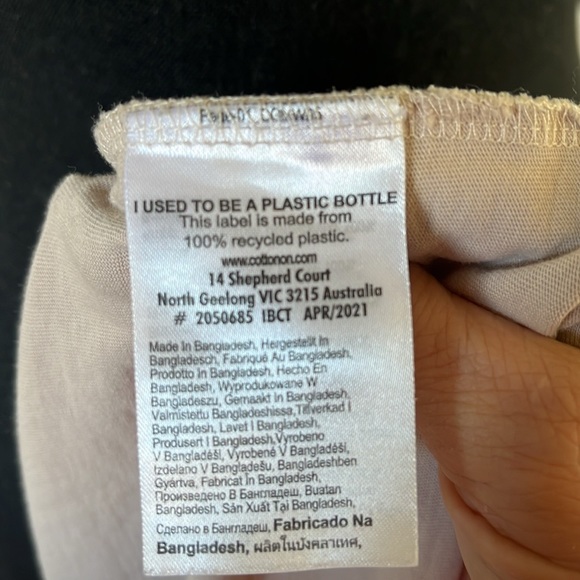 I USED TO BE A PLASTIC BOTTLE
This label is made from
100% recycled plastic.
www.cottonon.com
14 Shepherd Court
North Geelong VIC 3215 Australia
# 2050685 IBCT APR/2021
Made In Bangladesh, Hergestellt In
Bangladesch, Fabriqué Au Bangladesh,
Prodotto In Bangladesh, Hecho En
Bangladesh, Wyprodukowane W
Bangladeszu, Gemaakt In Bangladesh,
Valmistettu Bangladeshissa,Tillverkad I
Bangladesh, Lavet I Bangladesh,
Produsert I Bangladesh,Vyrobeno
V Bangladéši, Vyrobené V Bangladéši,
Izdelano V Bangladešu, Bangladeshben
Gyártva, Fabricat în Bangladesh,
Произведено В Бангладеш, Buatan
Bangladesh, Sản Xuất Tại Bangladesh,
Сделано в Бангладеш, Fabricado Na
Bangladesh, ผลิตในบังคลาเทศ,